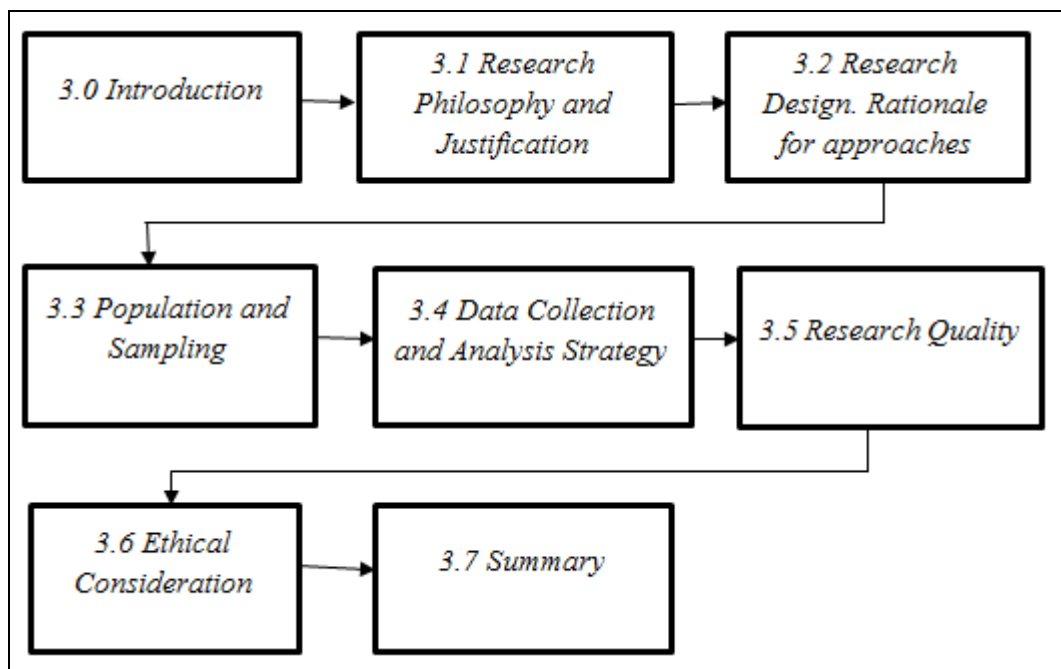 3.0 Introduction
3.1 Research
Philosophy and
Justification
3.2 Research
Design. Rationale
for approaches
3.3 Population and
Sampling
3.4 Data Collection
and Analysis Strategy
3.5 Research Quality
3.6 Ethical
Consideration
3.7 Summary